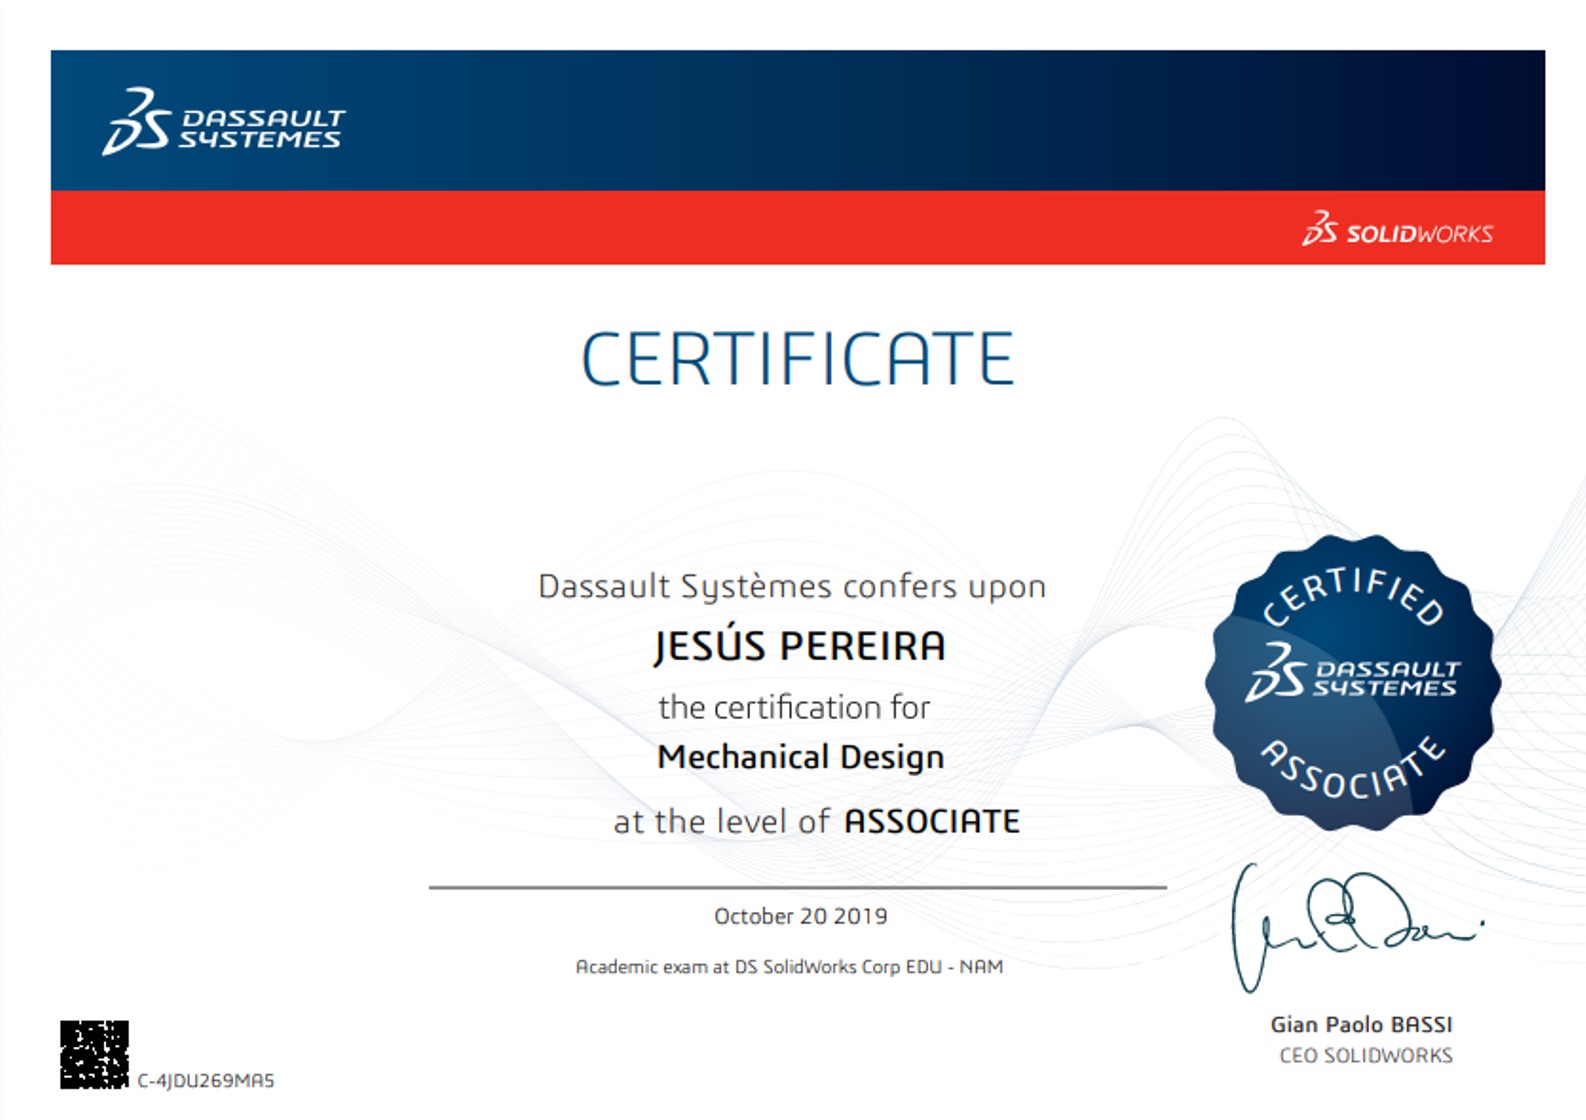 DASSAULT
SYSTEMES
SOLIDWORKS
CERTIFICATE
Dassault Systèmes confers upon
JESÚS PEREIRA
the certification for
Mechanical Design
at the level of ASSOCIATE
CERTIFIED
DASSAULT
SYSTEMES
ASSOCIATE
October 20 2019
Academic exam at DS SolidWorks Corp EDU - NAM
Gian Paolo BASSI
CEO SOLIDWORKS
C-4JDU269MA5